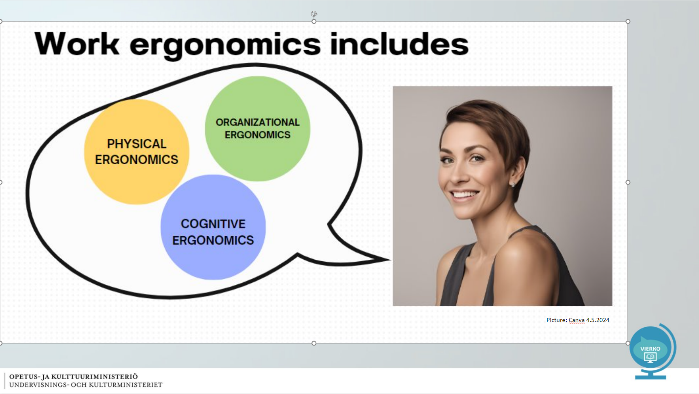 Work ergonomics includes
PHYSICAL
ERGONOMICS
ORGANIZATIONAL
ERGONOMICS
COGNITIVE
ERGONOMICS
Picture: Canva 4.5.2024
VIERKO
OPETUS- JA KULTTUURIMINISTERIÖ
UNDERVISNINGS- OCH KULTURMINISTERIET